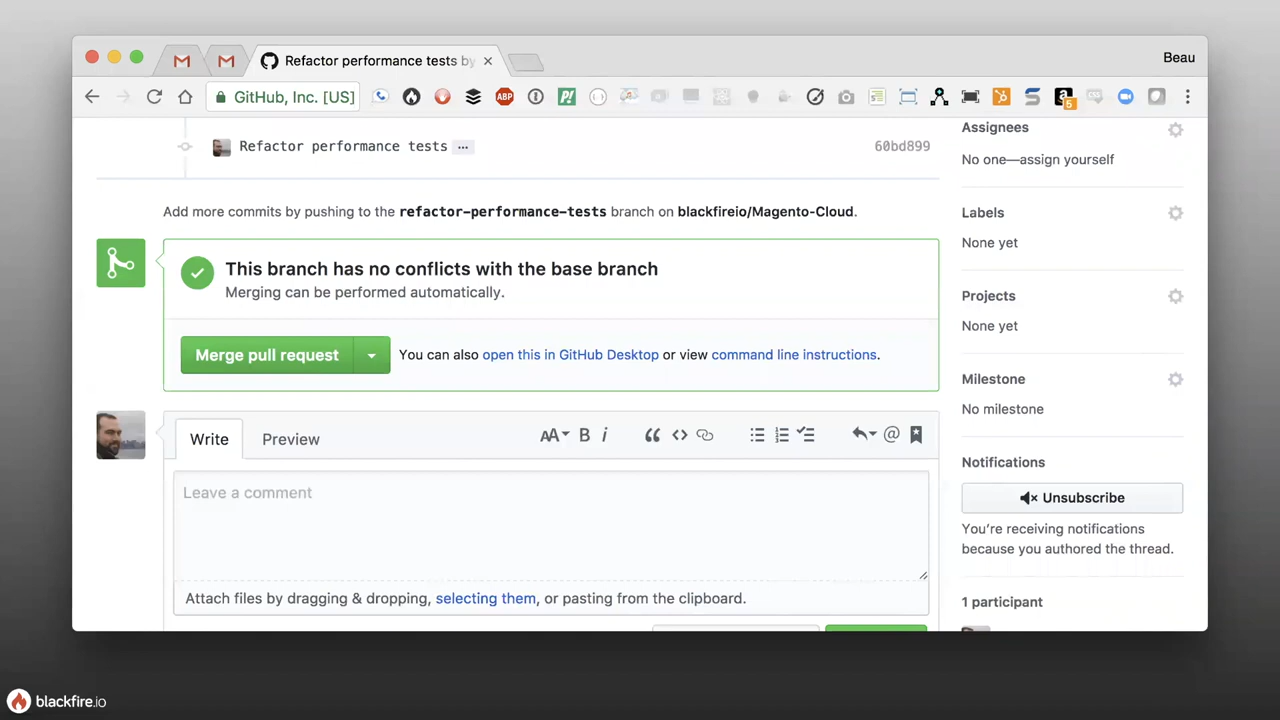 Refactor performance tests by
Beau
GitHub, Inc. [US]
ABP
5
Refactor performance tests ...
60bd899
Add more commits by pushing to the refactor-performance-tests branch on blackfireio/Magento-Cloud.
This branch has no conflicts with the base branch
Merging can be performed automatically.
Merge pull request
You can also open this in GitHub Desktop or view command line instructions.
Write
Preview
AA B i
Leave a comment
Attach files by dragging & dropping, selecting them, or pasting from the clipboard.
Assignees
No one—assign yourself
Labels
None yet
Projects
None yet
Milestone
No milestone
Notifications
Unsubscribe
You're receiving notifications
because you authored the thread.
1 participant
blackfire.io